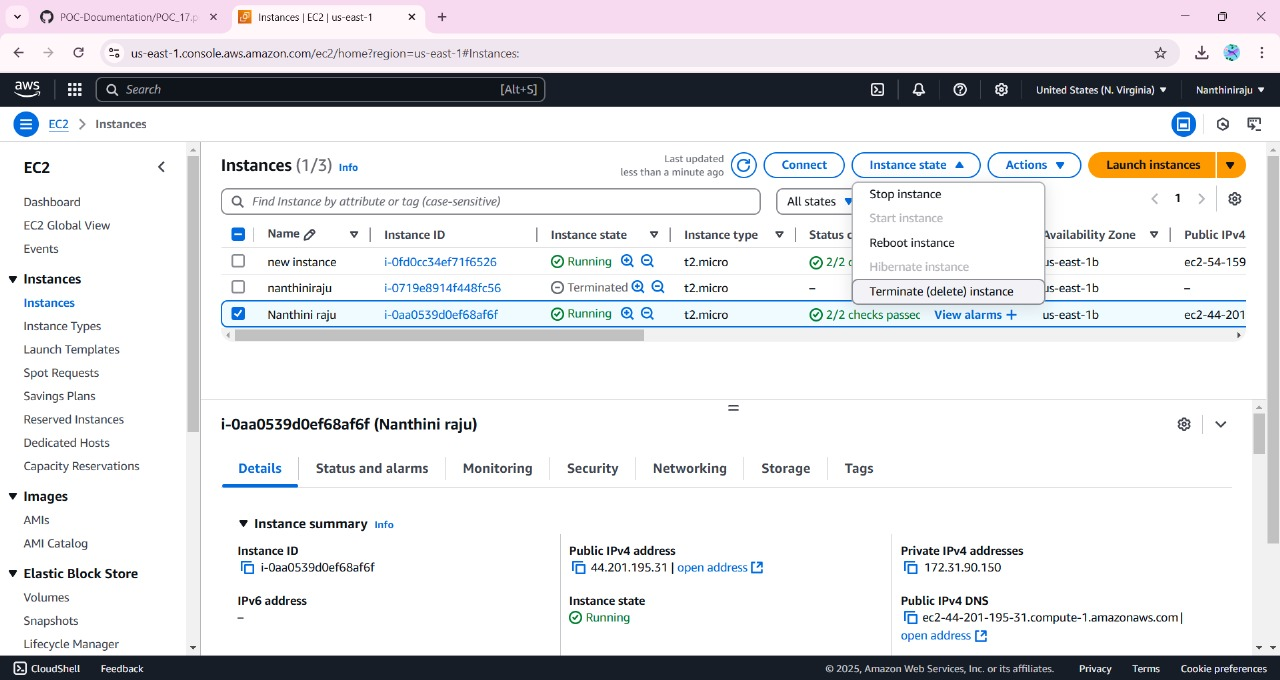 POC-Documentation/POC_17.p
Instances | EC2 | us-east-1
us-east-1.console.aws.amazon.com/ec2/home?region=us-east-1#Instances:
aws
Search
[Alt+S]
United States (N. Virginia)
Nanthiniraju
EC2
Instances
EC2
Dashboard
EC2 Global View
Events
Instances
Instances
Instance Types
Launch Templates
Spot Requests
Savings Plans
Reserved Instances
Dedicated Hosts
Capacity Reservations
Images
AMIs
AMI Catalog
Elastic Block Store
Volumes
Snapshots
Lifecycle Manager
Instances (1/3) Info
Last updated
less than a minute ago
Connect
Instance state
Actions
Launch instances
Find Instance by attribute or tag (case-sensitive)
All states
1
Stop instance
Start instance
Reboot instance
Hibernate instance
Terminate (delete) instance
Name Instance ID Instance state Instance type Status c Availability Zone Public IPv4
new instance i-0fd0cc34ef71f6526 Running t2.micro 2/2 c us-east-1b ec2-54-159
nanthiniraju i-0719e8914f448fc56 Terminated t2.micro – us-east-1b –
Nanthini raju i-0aa0539d0ef68af6f Running t2.micro 2/2 checks passec View alarms + us-east-1b ec2-44-201
i-0aa0539d0ef68af6f (Nanthini raju)
Details
Status and alarms
Monitoring
Security
Networking
Storage
Tags
Instance summary Info
Instance ID
i-0aa0539d0ef68af6f
IPv6 address
–
Public IPv4 address
44.201.195.31 | open address
Instance state
Running
Private IPv4 addresses
172.31.90.150
Public IPv4 DNS
ec2-44-201-195-31.compute-1.amazonaws.com |
open address
CloudShell
Feedback
© 2025, Amazon Web Services, Inc. or its affiliates.
Privacy
Terms
Cookie preferences